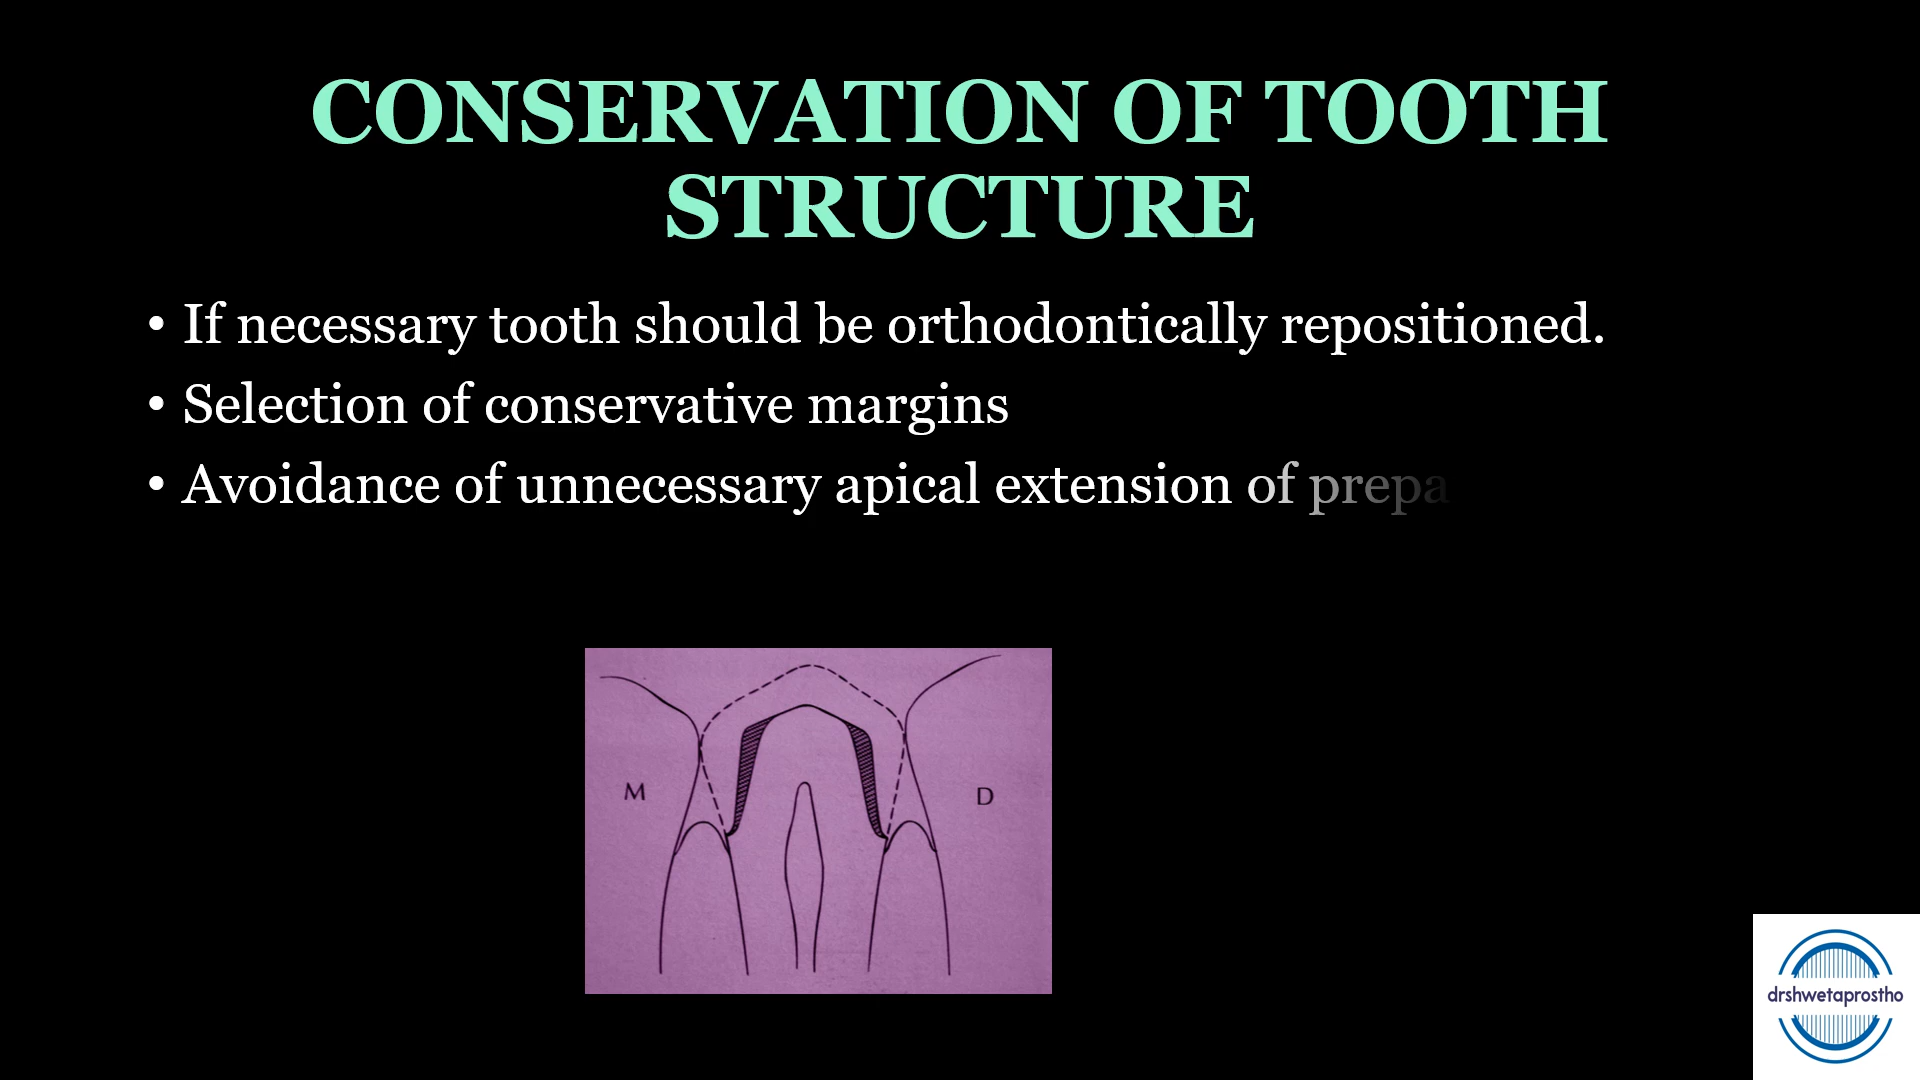 CONSERVATION OF TOOTH
STRUCTURE
• If necessary tooth should be orthodontically repositioned.
• Selection of conservative margins
• Avoidance of unnecessary apical extension of prepa
M
D
drshwetaprostho